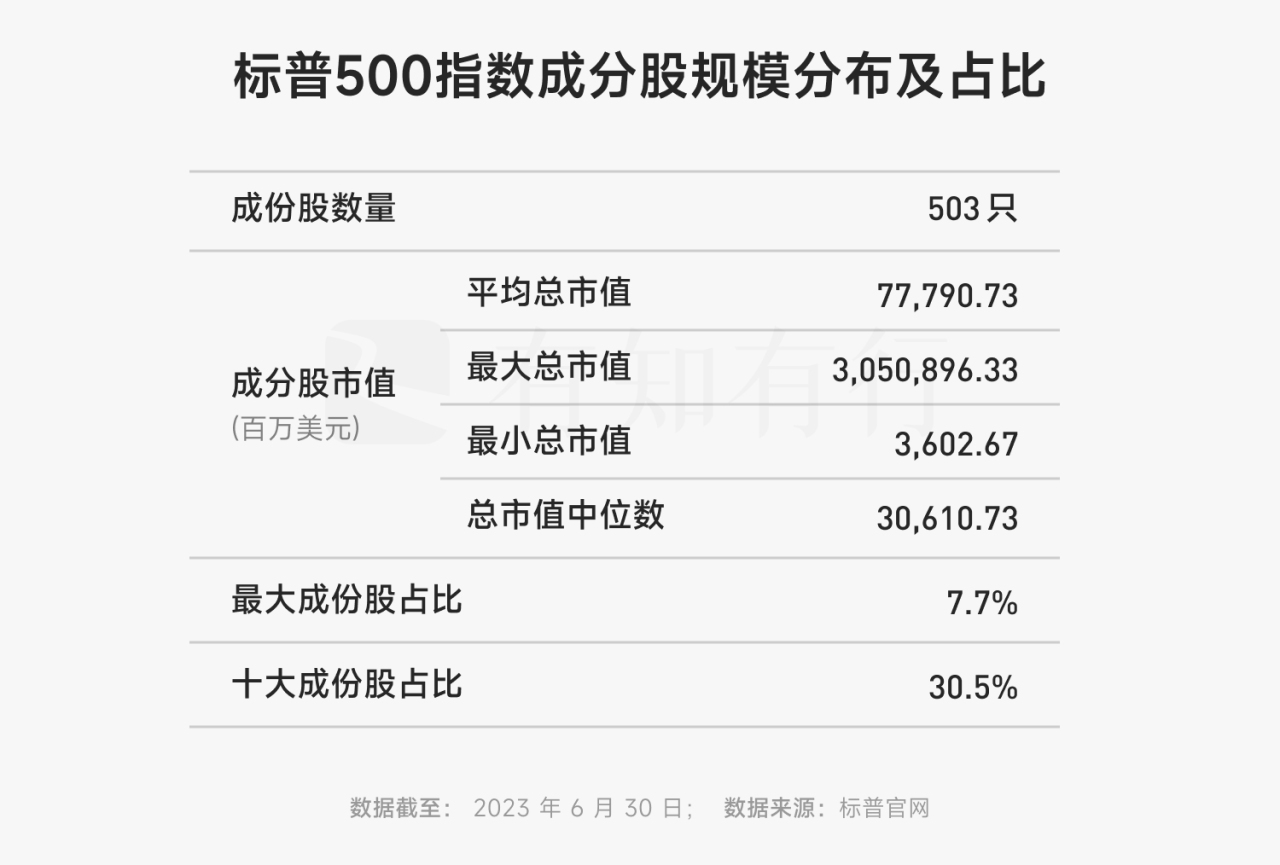 标普500指数成分股规模分布及占比
成份股数量 503 只
平均总市值 77,790.73
最大总市值 3,050,896.33
成分股市值
(百万美元)
最小总市值 3,602.67
总市值中位数 30,610.73
最大成份股占比 7.7%
十大成份股占比 30.5%
数据截至： 2023 年 6 月 30 日； 数据来源：标普官网
有知有行